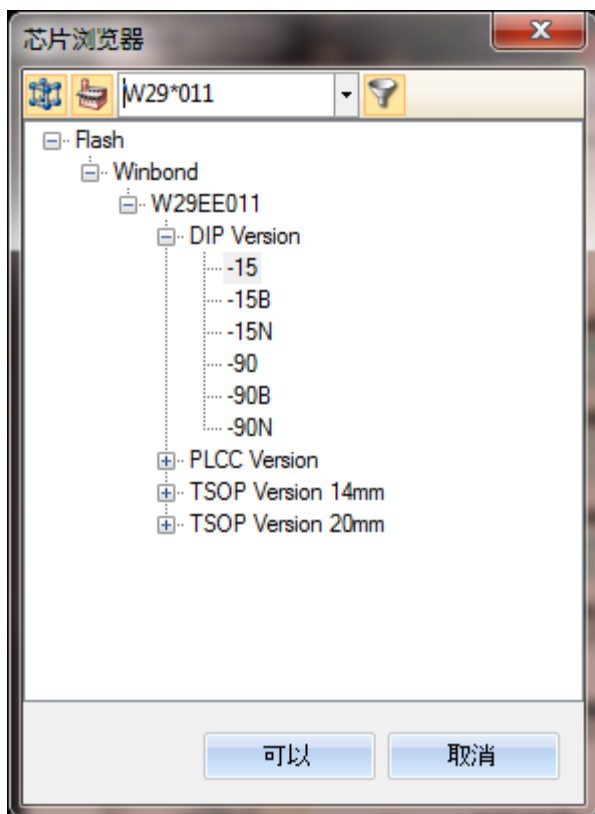 芯片浏览器
W29*011
Flash
Winbond
W29EE011
DIP Version
-15
-15B
-15N
-90
-90B
-90N
PLCC Version
TSOP Version 14mm
TSOP Version 20mm
可以 取消